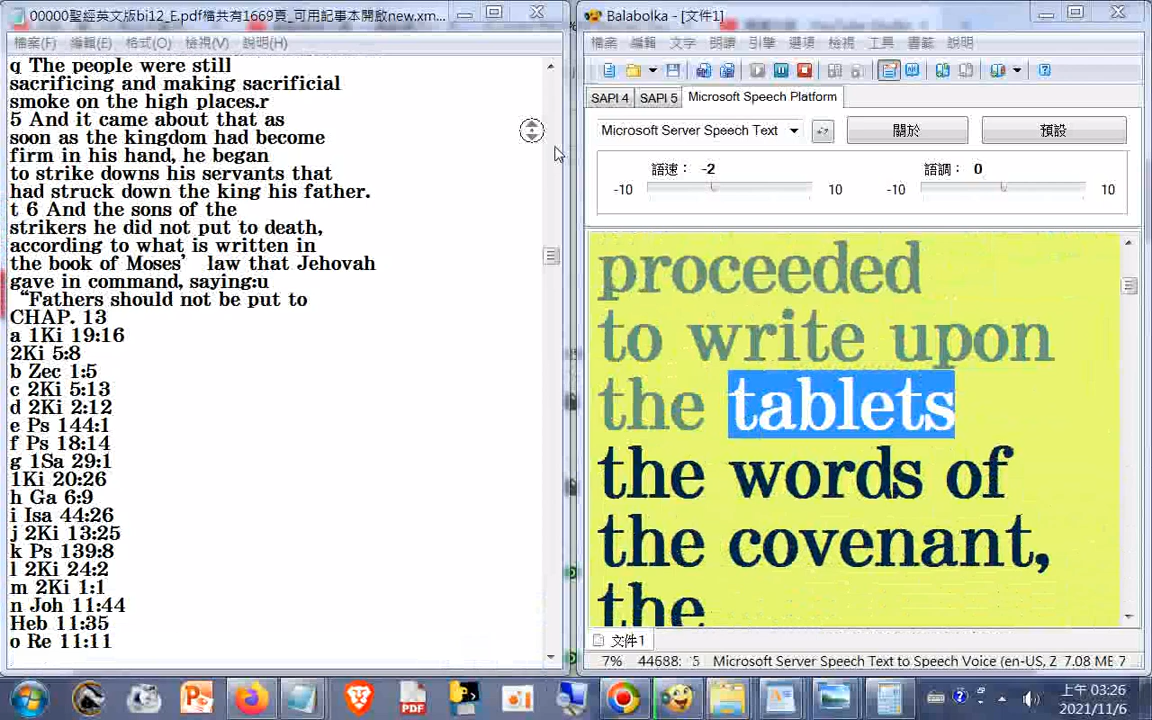 00000聖經英文版bi12_E.pdf檔共有1669頁_可用記事本開啟new.xm...
檔案(F) 編輯(E) 格式(O) 檢視(V) 說明(H)
q The people were still
sacrificing and making sacrificial
smoke on the high places.r
5 And it came about that as
soon as the kingdom had become
firm in his hand, he began
to strike downs his servants that
had struck down the king his father.
t 6 And the sons of the
strikers he did not put to death,
according to what is written in
the book of Moses’ law that Jehovah
gave in command, saying:u
“Fathers should not be put to
CHAP. 13
a 1Ki 19:16
2Ki 5:8
b Zec 1:5
c 2Ki 5:13
d 2Ki 2:12
e Ps 144:1
f Ps 18:14
g 1Sa 29:1
1Ki 20:26
h Ga 6:9
i Isa 44:26
j 2Ki 13:25
k Ps 139:8
l 2Ki 24:2
m 2Ki 1:1
n Joh 11:44
Heb 11:35
o Re 11:11
Balabolka - [文件1]
檔案 編輯 文字 朗讀 引擎 選項 檢視 工具 書籤 說明
SAPI 4 SAPI 5 Microsoft Speech Platform
Microsoft Server Speech Text 關於 預設
語速： -2 語調： 0
-10 10 -10 10
proceeded
to write upon
the tablets
the words of
the covenant,
the
文件1
7% 44688: 5 Microsoft Server Speech Text to Speech Voice (en-US, Z 7.08 ME 7
上午 03:26
2021/11/6